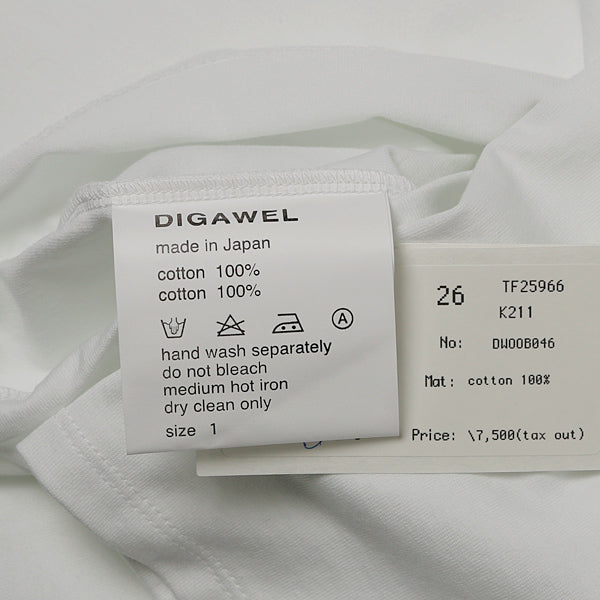 DIGAWEL
made in Japan
cotton 100%
cotton 100%
A
hand wash separately
do not bleach
medium hot iron
dry clean only
size 1
26 TF25966
K211
No: DWOOB046
Mat: cotton 100%
Price: \7,500(tax out)